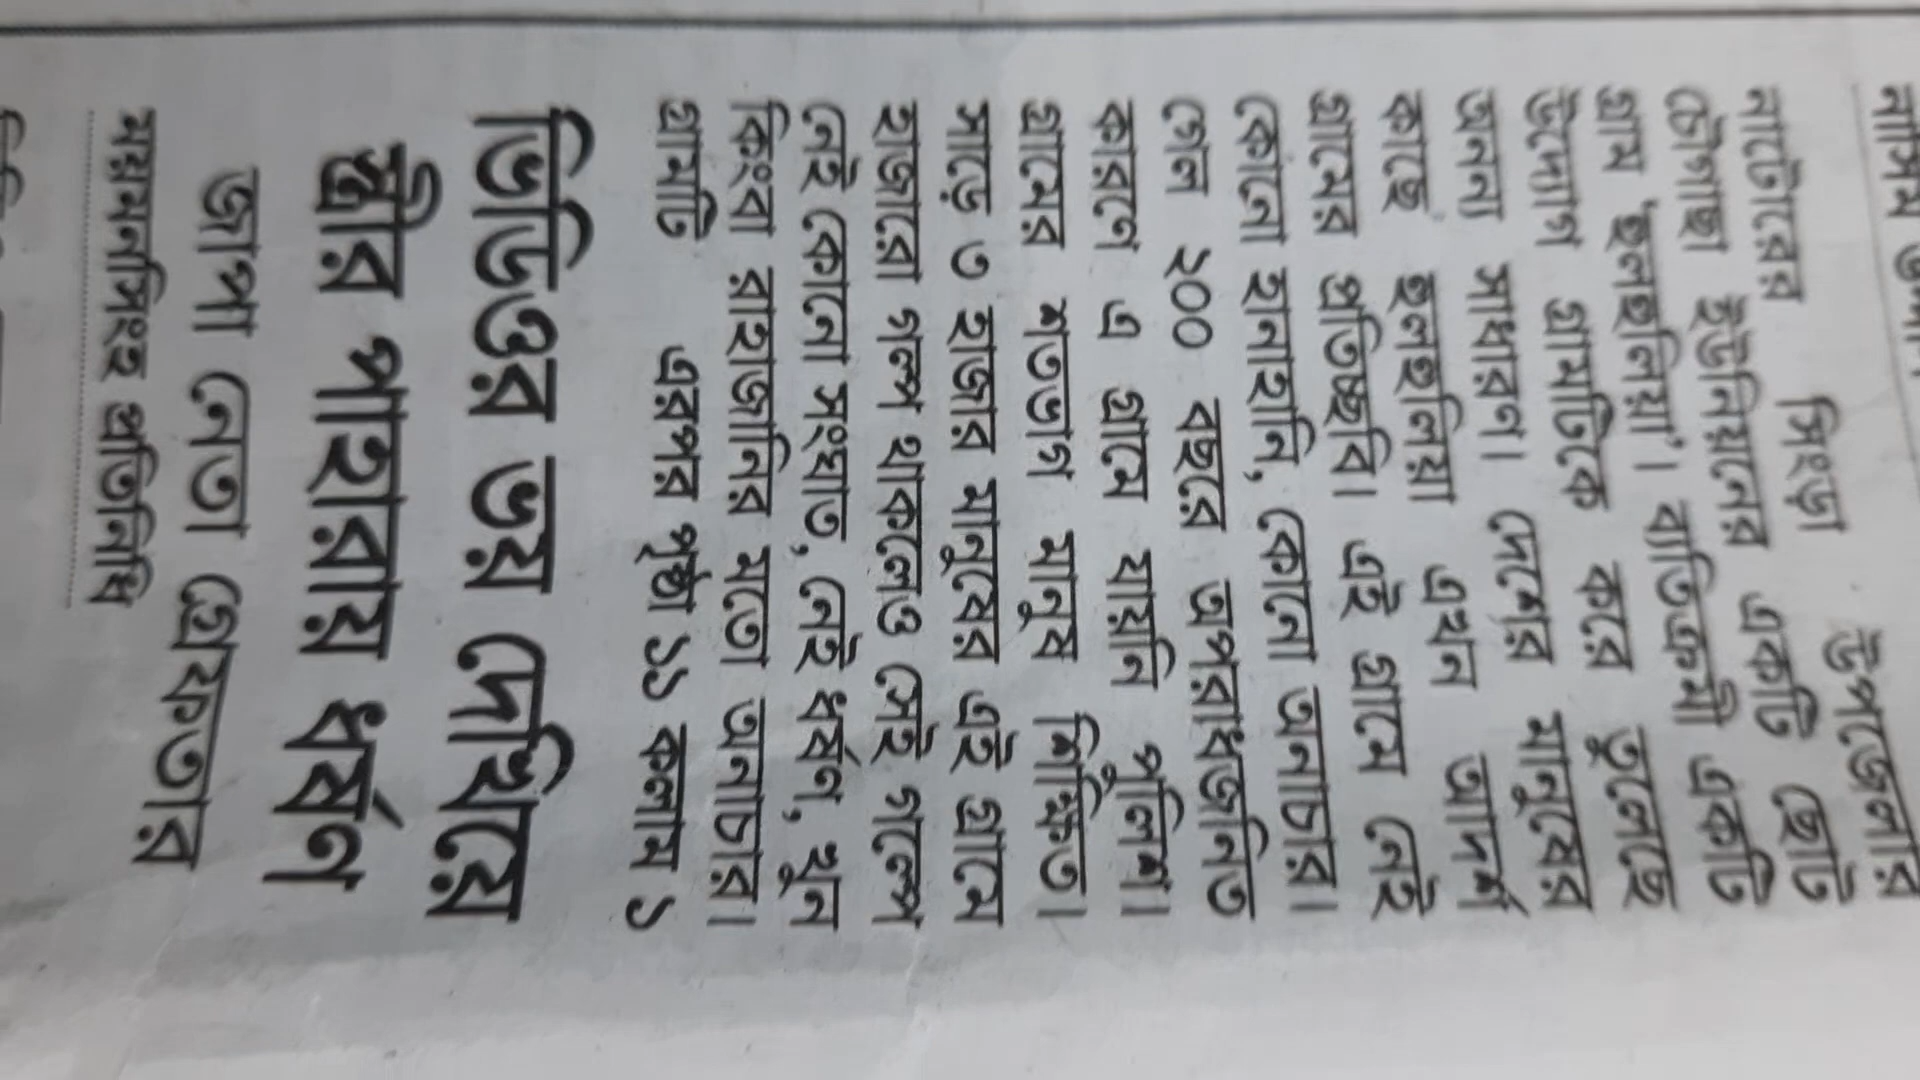 নাটোরের সিংড়া উপজেলার
চৌগাছা ইউনিয়নের একটি ছোট
গ্রাম 'হুলহুলিয়া'। ব্যতিক্রমী একটি
উদ্যোগ গ্রামটিকে করে তুলেছে
অনন্য সাধারণ। দেশের মানুষের
কাছে হুলহুলিয়া এখন আদর্শ
গ্রামের প্রতিচ্ছবি। এই গ্রামে নেই
কোনো হানাহানি, কোনো অনাচার।
গেল ২০০ বছরে অপরাধজনিত
কারণে এ গ্রামে যায়নি পুলিশ।
গ্রামের শতভাগ মানুষ শিক্ষিত।
সাড়ে ৩ হাজার মানুষের এই গ্রামে
হাজারো গল্প থাকলেও সেই গল্পে
নেই কোনো সংঘাত, নেই ধর্ষণ, খুন
কিংবা রাহাজানির মতো অনাচার।
গ্রামটি এরপর পৃষ্ঠা ১১ কলাম ১
ভিডিওর ভয় দেখিয়ে
স্ত্রীর পাহারায় ধর্ষণ
জাপা নেতা গ্রেফতার
ময়মনসিংহ প্রতিনিধি